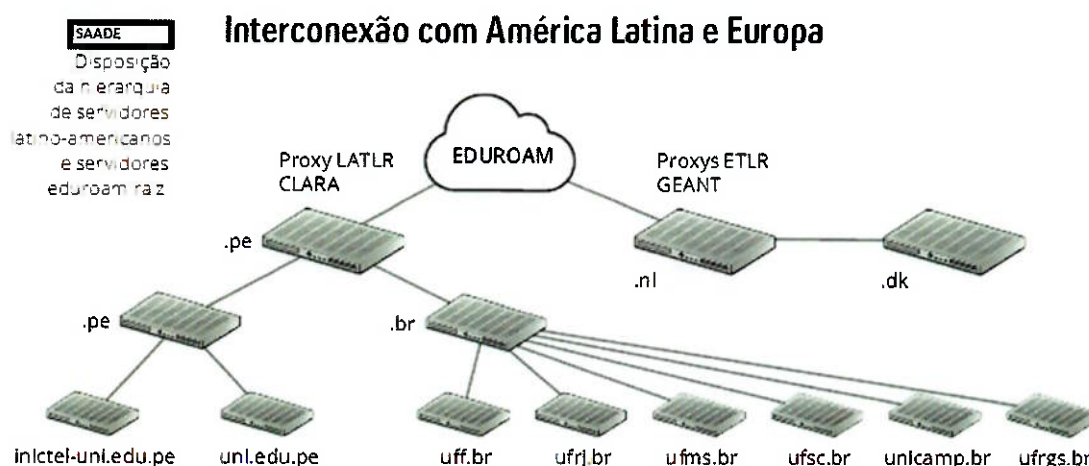 SAADE
Interconexão com América Latina e Europa
Disposição
da hierarquia
de servidores
latino-americanos
e servidores
eduroam raiz
EDUROAM
Proxy LATLR
CLARA
Proxys ETLR
GEANT
.pe
.nl
.dk
.pe
.br
inictel-uni.edu.pe
uni.edu.pe
uff.br
ufrj.br
ufms.br
ufsc.br
unicamp.br
ufrgs.br